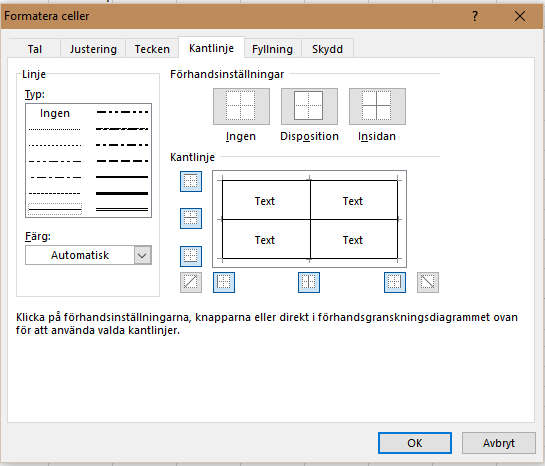 Formatera celler
?
Tal Justering Tecken Kantlinje Fyllning Skydd
Linje
Typ:
Ingen
Färg:
Automatisk
Förhandsinställningar
Ingen Disposition Insidan
Kantlinje
Text Text
Text Text
Klicka på förhandsinställningarna, knapparna eller direkt i förhandsgranskningsdiagrammet ovan
för att använda valda kantlinjer.
OK Avbryt